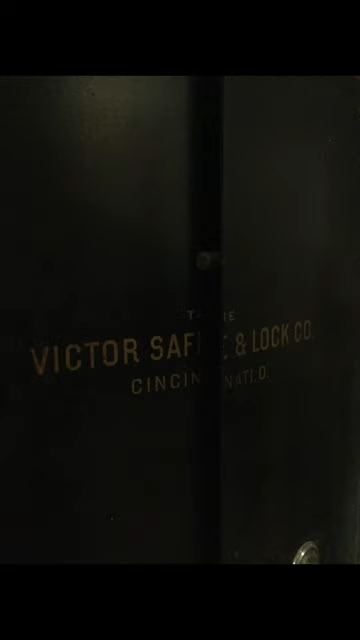 THE
VICTOR SAFE & LOCK CO.
CINCINNATI, O.